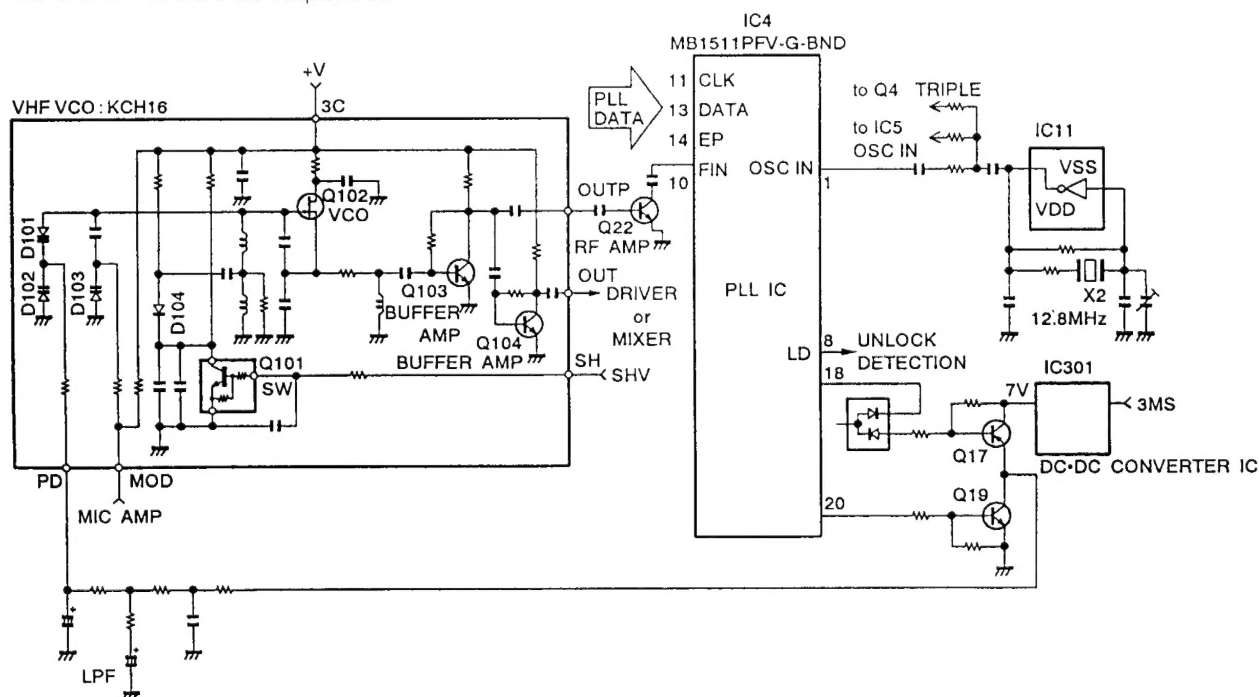 IC4
MB1511PFV-G-BND
+V
3C
VHF VCO : KCH16
PLL
DATA
11 CLK
13 DATA
14 EP
FIN
10
OSC IN
1
to Q4 TRIPLE
to IC5
OSC IN
IC11
VSS
VDD
X2
12.8MHz
D101
D102
D103
D104
Q102
VCO
OUTP
Q22
RF AMP
OUT
DRIVER
or
MIXER
Q103
BUFFER
AMP
Q104
BUFFER AMP
Q101
SW
SH
SHV
PLL IC
LD
8
UNLOCK
DETECTION
18
7V
IC301
3MS
Q17
DC•DC CONVERTER IC
Q19
20
PD
MOD
MIC AMP
LPF